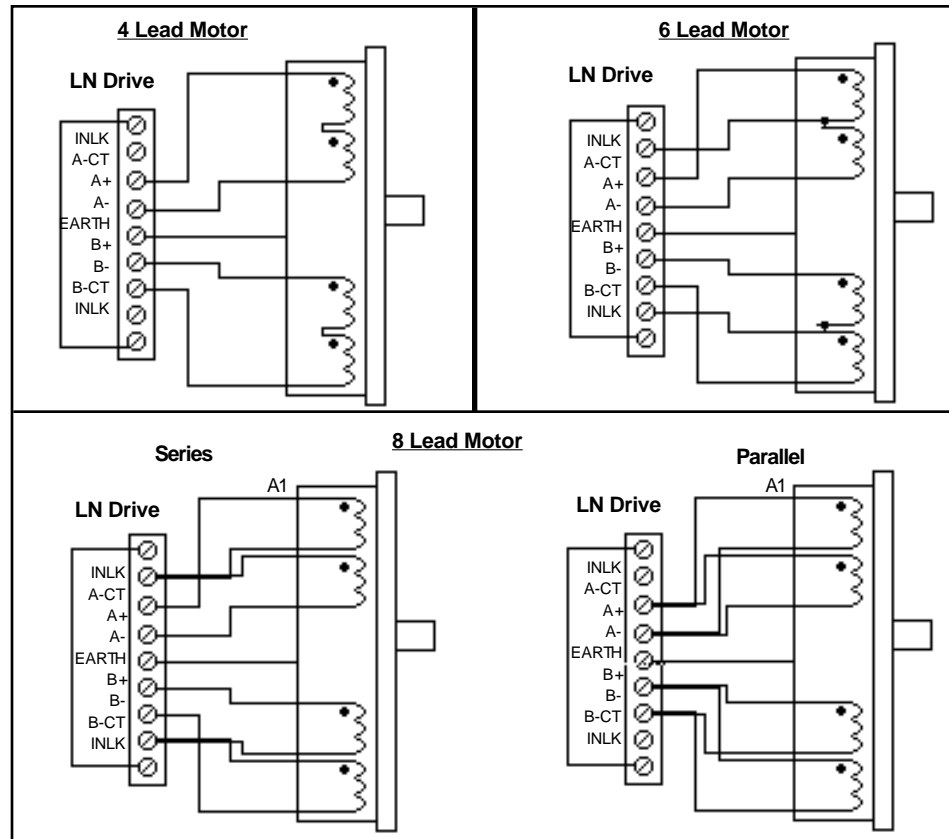 4 Lead Motor
LN Drive
INLK
A-CT
A+
A-
EARTH
B+
B-
B-CT
INLK
6 Lead Motor
LN Drive
INLK
A-CT
A+
A-
EARTH
B+
B-
B-CT
INLK
8 Lead Motor
Series
A1
LN Drive
INLK
A-CT
A+
A-
EARTH
B+
B-
B-CT
INLK
Parallel
A1
LN Drive
INLK
A-CT
A+
A-
EARTH
B+
B-
B-CT
INLK